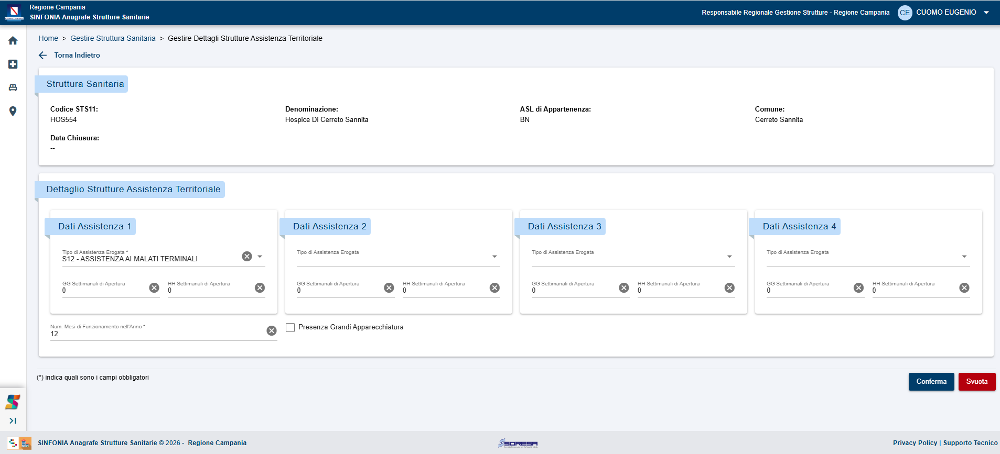 Regione Campania
SINFONIA Anagrafe Strutture Sanitarie
Responsabile Regionale Gestione Strutture - Regione Campania
CE
CUOMO EUGENIO
Home > Gestire Struttura Sanitaria > Gestire Dettagli Strutture Assistenza Territoriale
Torna Indietro
Struttura Sanitaria
Codice STS11:
HOS554
Denominazione:
Hospice Di Cerreto Sannita
ASL di Appartenenza:
BN
Comune:
Cerreto Sannita
Data Chiusura:
--
Dettaglio Strutture Assistenza Territoriale
Dati Assistenza 1
Tipo di Assistenza Erogata *
S12 - ASSISTENZA AI MALATI TERMINALI
GG Settimanali di Apertura
0
HH Settimanali di Apertura
0
Dati Assistenza 2
Tipo di Assistenza Erogata
GG Settimanali di Apertura
0
HH Settimanali di Apertura
0
Dati Assistenza 3
Tipo di Assistenza Erogata
GG Settimanali di Apertura
0
HH Settimanali di Apertura
0
Dati Assistenza 4
Tipo di Assistenza Erogata
GG Settimanali di Apertura
0
HH Settimanali di Apertura
0
Num. Mesi di Funzionamento nell'Anno *
12
Presenza Grandi Apparecchiatura
(*) indica quali sono i campi obbligatori
Conferma
Svuota
SINFONIA Anagrafe Strutture Sanitarie © 2026 - Regione Campania
SORESA
Privacy Policy | Supporto Tecnico